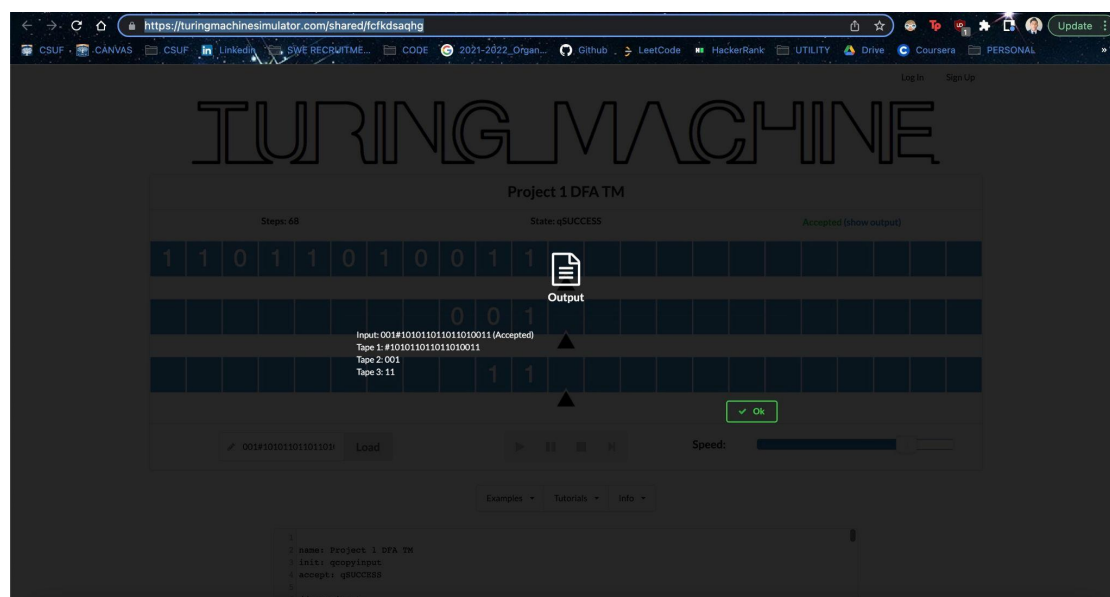 https://turingmachinesimulator.com/shared/fcfkdsaqhg
Update
CSUF
CANVAS
CSUF
Linkedin
SWE RECRUITME...
CODE
2021-2022_Organ...
Github
LeetCode
HackerRank
UTILITY
Drive
Coursera
PERSONAL
»
Log In Sign Up
TURING MACHINE
Project 1 DFA TM
Steps: 68
State: qSUCCESS
Accepted (show output)
1 1 0 1 1 0 1 0 0 1 1
Output
0 0 1
Input: 001#101011011011010011 (Accepted)
Tape 1: #101011011011010011
Tape 2: 001
Tape 3: 11
1 1
Ok
001#1010110110110101
Load
Speed:
Examples
Tutorials
Info
1
2 name: Project 1 DFA TM
3 init: qcopyinput
4 accept: qSUCCESS